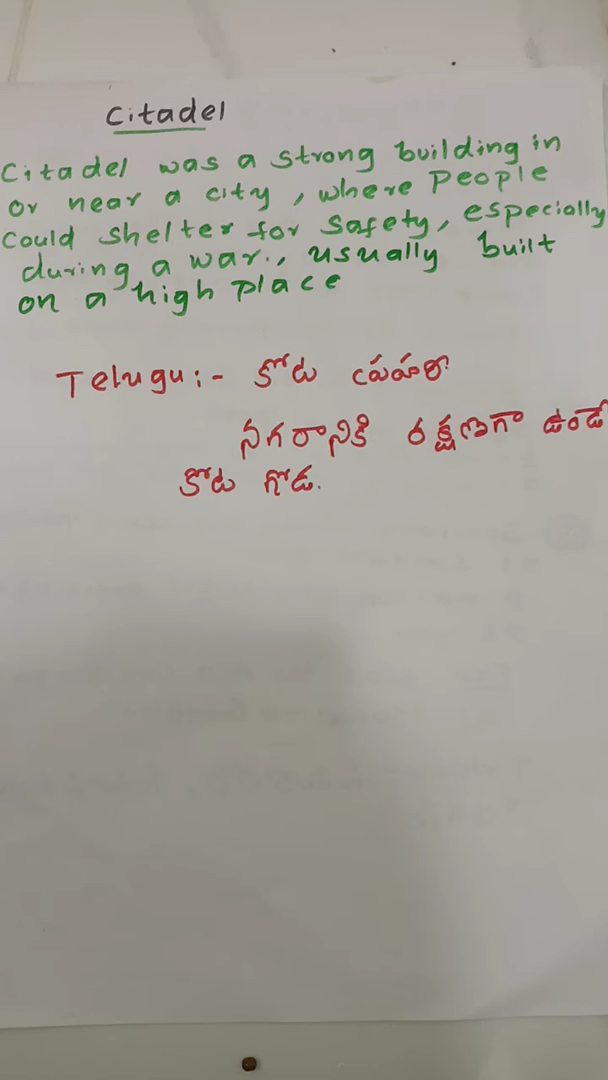 Citadel
Citadel was a strong building in
or near a city, where people
could shelter for safety, especially
during a war., usually built
on a high place
Telugu:- కోట
నగరానికి రక్షణగా ఉండే
కోట గోడ.